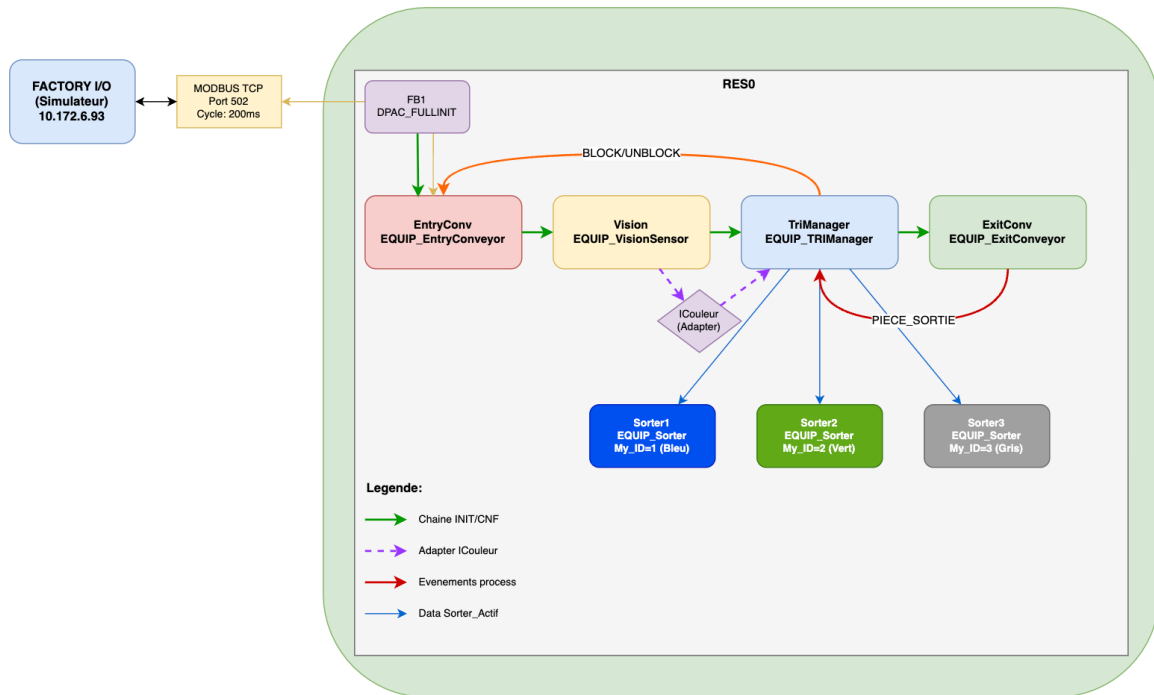 FACTORY I/O
(Simulateur)
10.172.6.93
MODBUS TCP
Port 502
Cycle: 200ms
RES0
FB1
DPAC_FULLINIT
BLOCK/UNBLOCK
EntryConv
EQUIP_EntryConveyor
Vision
EQUIP_VisionSensor
TriManager
EQUIP_TRIManager
ExitConv
EQUIP_ExitConveyor
ICouleur
(Adapter)
PIECE_SORTIE
Sorter1
EQUIP_Sorter
My_ID=1 (Bleu)
Sorter2
EQUIP_Sorter
My_ID=2 (Vert)
Sorter3
EQUIP_Sorter
My_ID=3 (Gris)
Legende:
Chaine INIT/CNF
Adapter ICouleur
Evenements process
Data Sorter_Actif